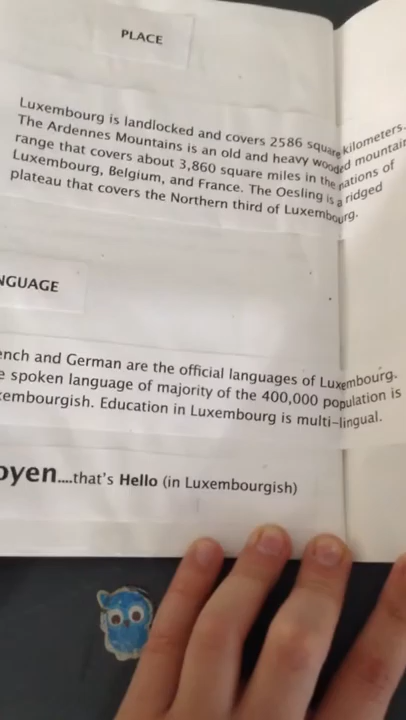 PLACE
Luxembourg is landlocked and covers 2586 square kilometers.
The Ardennes Mountains is an old and heavy wooded mountain
range that covers about 3,860 square miles in the nations of
Luxembourg, Belgium, and France. The Oesling is a ridged
plateau that covers the Northern third of Luxembourg.
NGUAGE
ench and German are the official languages of Luxembourg.
e spoken language of majority of the 400,000 population is
embourgish. Education in Luxembourg is multi-lingual.
oyen....that's Hello (in Luxembourgish)